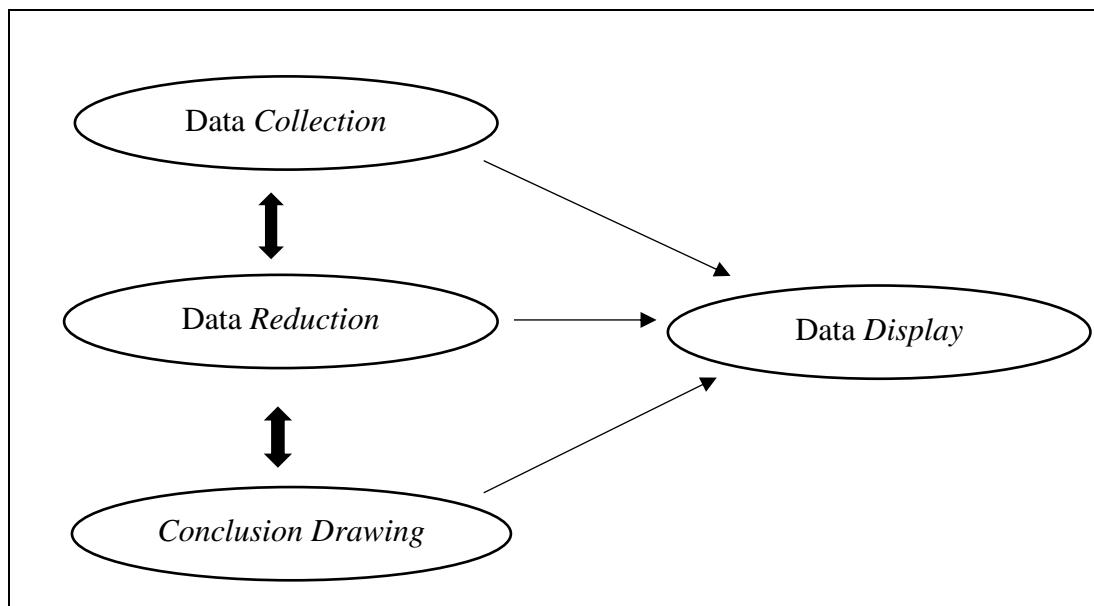 Data Collection
Data Reduction
Data Display
Conclusion Drawing